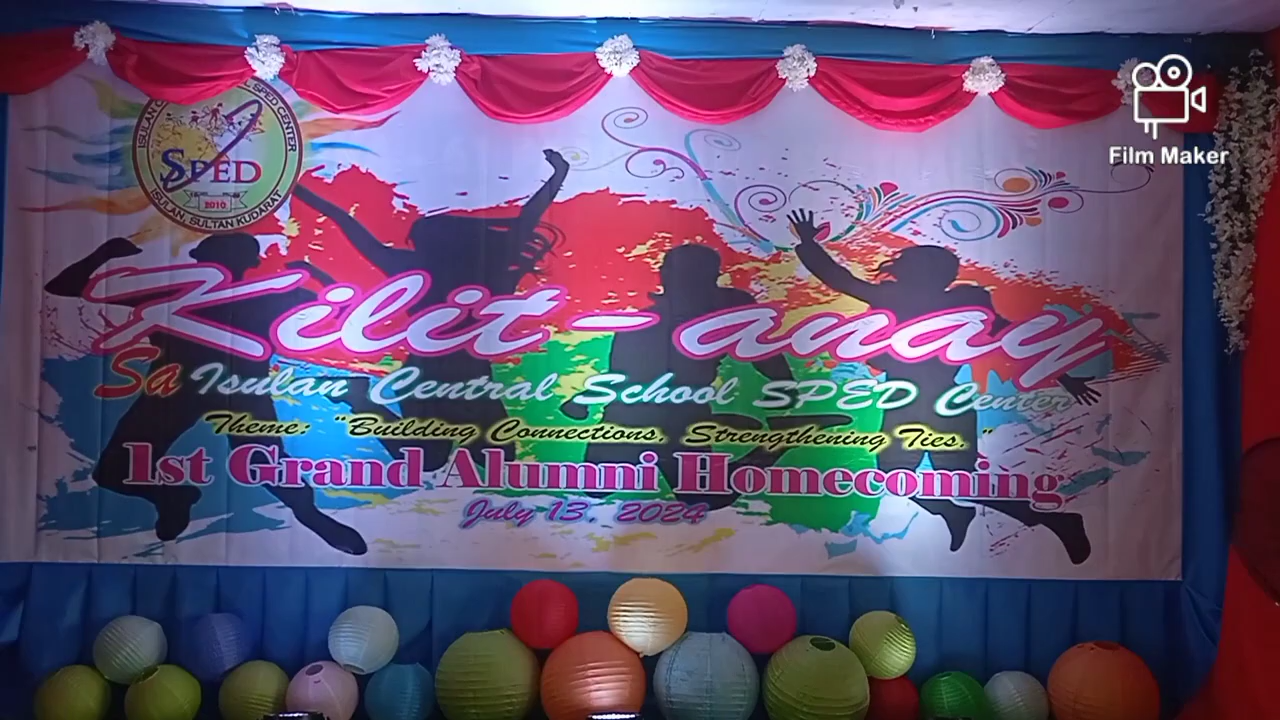 Film Maker
ISULAN C SPED CENTER
SPED
2010
ISULAN, SULTAN KUDARAT
Kilit-anay
Sa Isulan Central School SPED Center
Theme: "Building Connections, Strengthening Ties."
1st Grand Alumni Homecoming
July 13, 2024